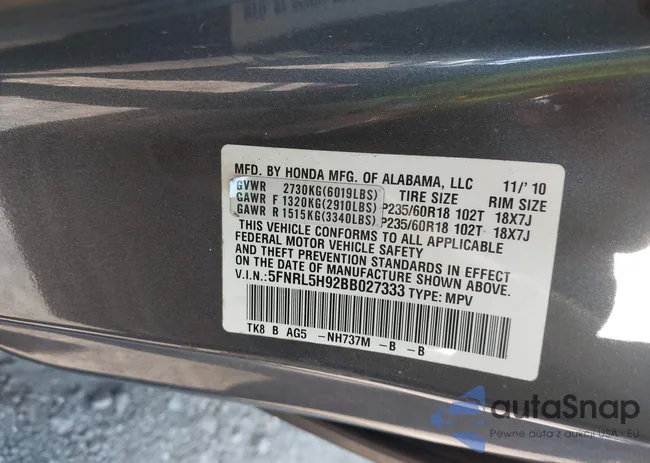 MFD. BY HONDA MFG. OF ALABAMA, LLC 11/'10
GVWR 2730KG(6019LBS) TIRE SIZE RIM SIZE
GAWR F 1320KG(2910LBS) P235/60R18 102T 18X7J
GAWR R 1515KG(3340LBS) P235/60R18 102T 18X7J
THIS VEHICLE CONFORMS TO ALL APPLICABLE
FEDERAL MOTOR VEHICLE SAFETY
AND THEFT PREVENTION STANDARDS IN EFFECT
ON THE DATE OF MANUFACTURE SHOWN ABOVE.
V.I.N.: 5FNRL5H92BB027333 TYPE: MPV
TK8 B AG5 -NH737M -B -B
autaSnap
Pewne auta z aukcji USA i EU